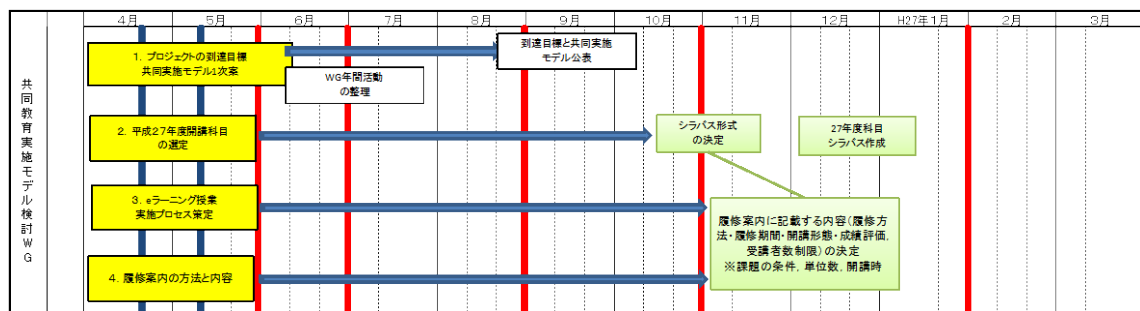 4月 5月 6月 7月 8月 9月 10月 11月 12月 H27年1月 2月 3月
共同教育実施モデル検討WG
1. プロジェクトの到達目標
共同実施モデル1次案
到達目標と共同実施
モデル公表
WG年間活動
の整理
2. 平成27年度開講科目
の選定
シラバス形式
の決定
27年度科目
シラバス作成
3. eラーニング授業
実施プロセス策定
履修案内に記載する内容(履修方
法・履修期間・開講形態・成績評価,
受講者数制限)の決定
※課題の条件, 単位数, 開講時
4. 履修案内の方法と内容